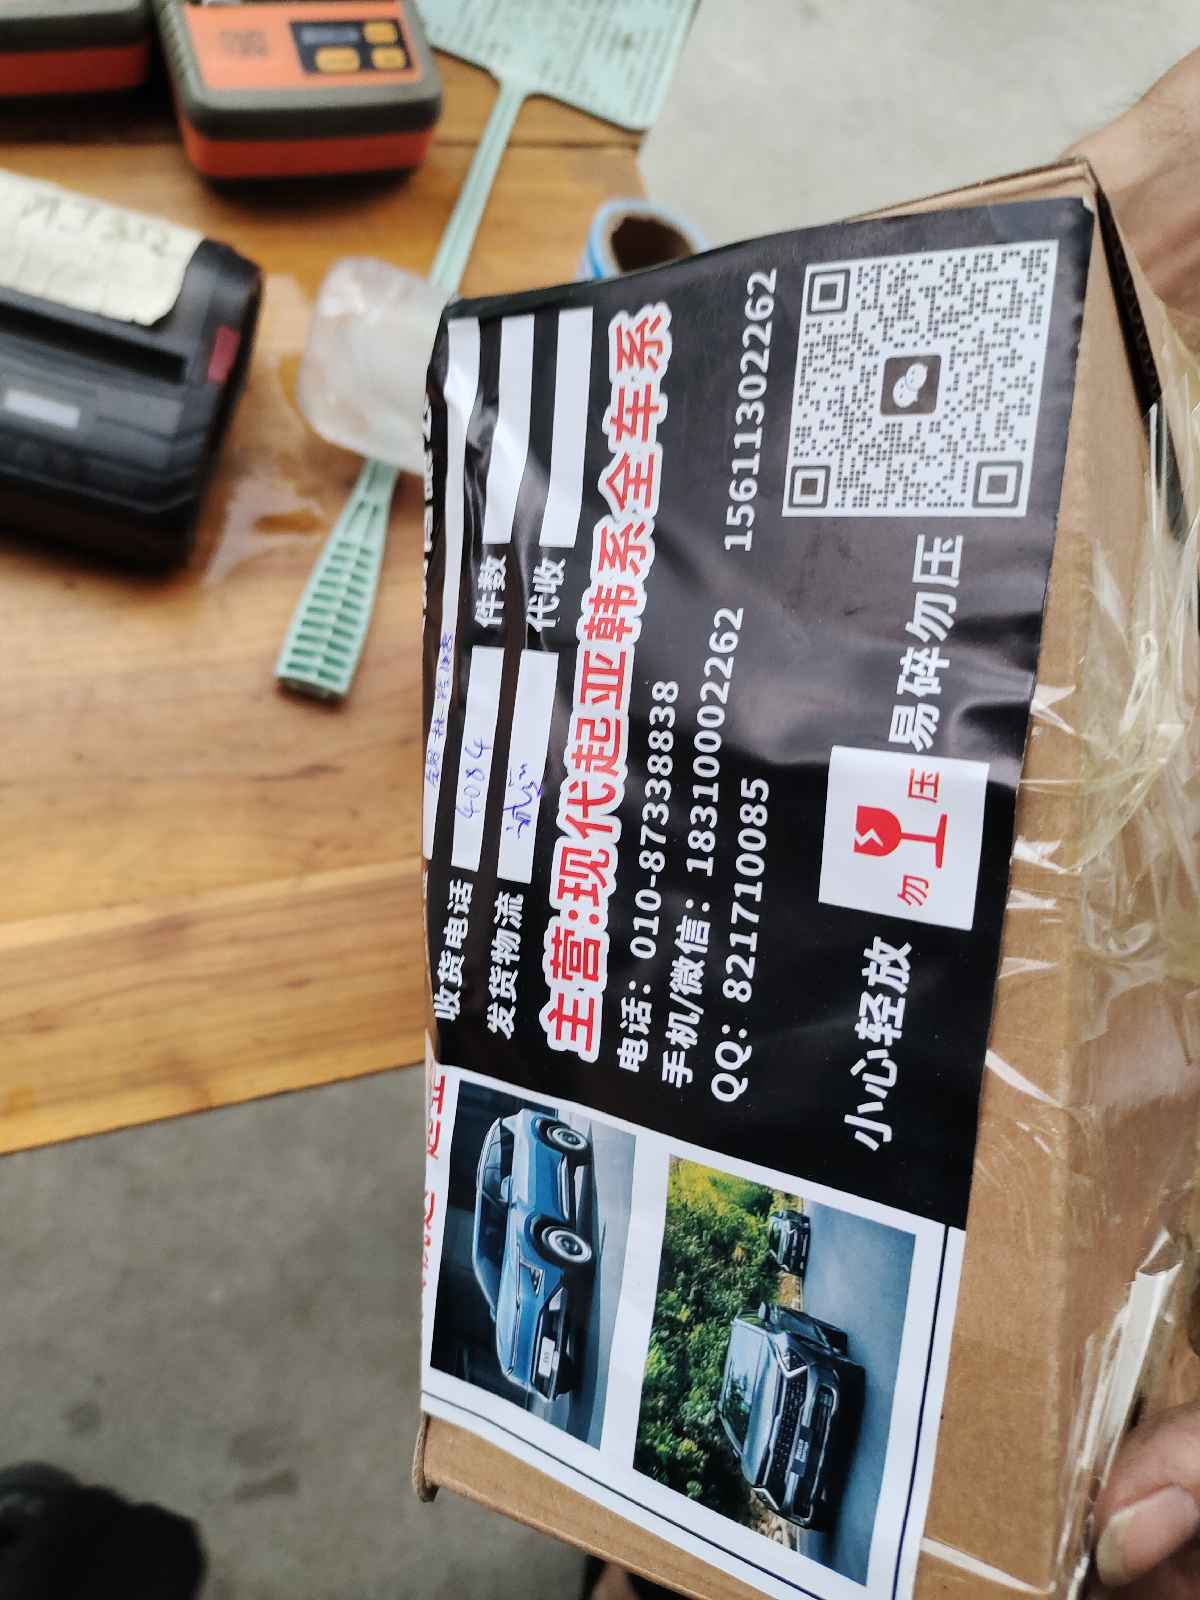 收货电话 4084 件数
发货物流 代收
主营:现代起亚韩系全车系
电话：010-87338838
手机/微信：18310002262 15611302262
QQ：821710085
小心轻放
勿压
易碎勿压